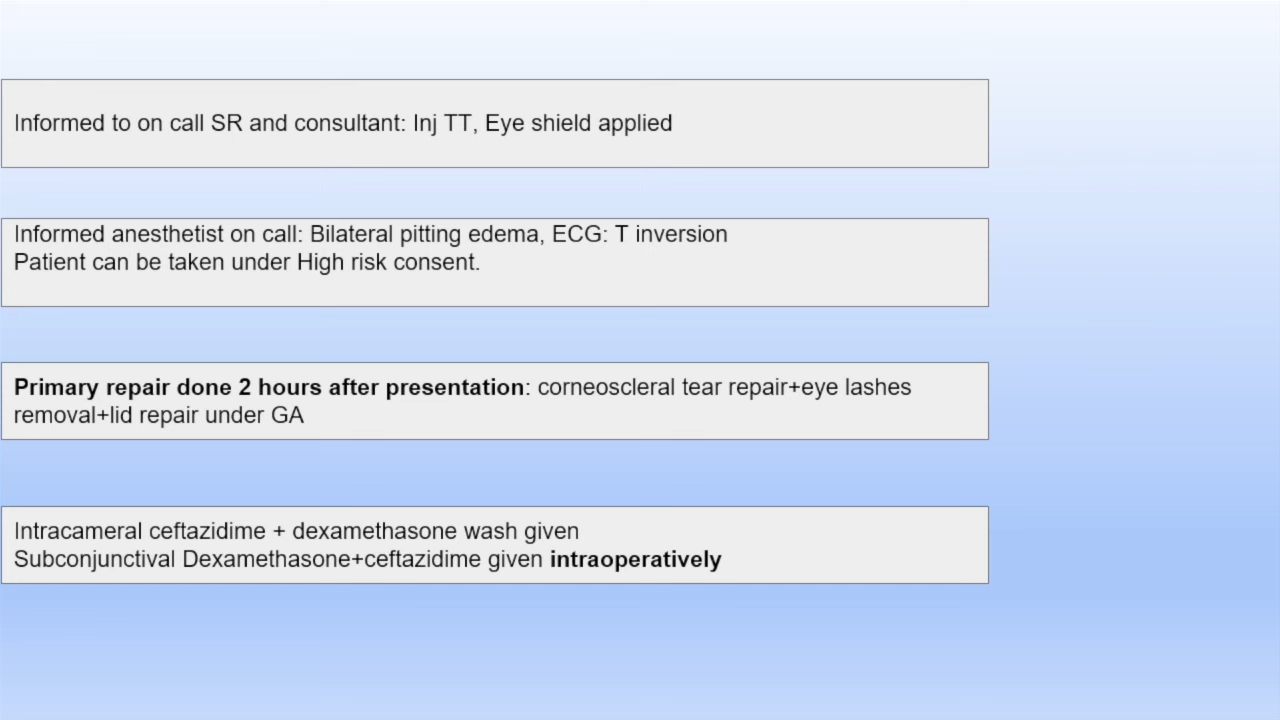 Informed to on call SR and consultant: Inj TT, Eye shield applied
Informed anesthetist on call: Bilateral pitting edema, ECG: T inversion
Patient can be taken under High risk consent.
Primary repair done 2 hours after presentation: corneoscleral tear repair+eye lashes
removal+lid repair under GA
Intracameral ceftazidime + dexamethasone wash given
Subconjunctival Dexamethasone+ceftazidime given intraoperatively